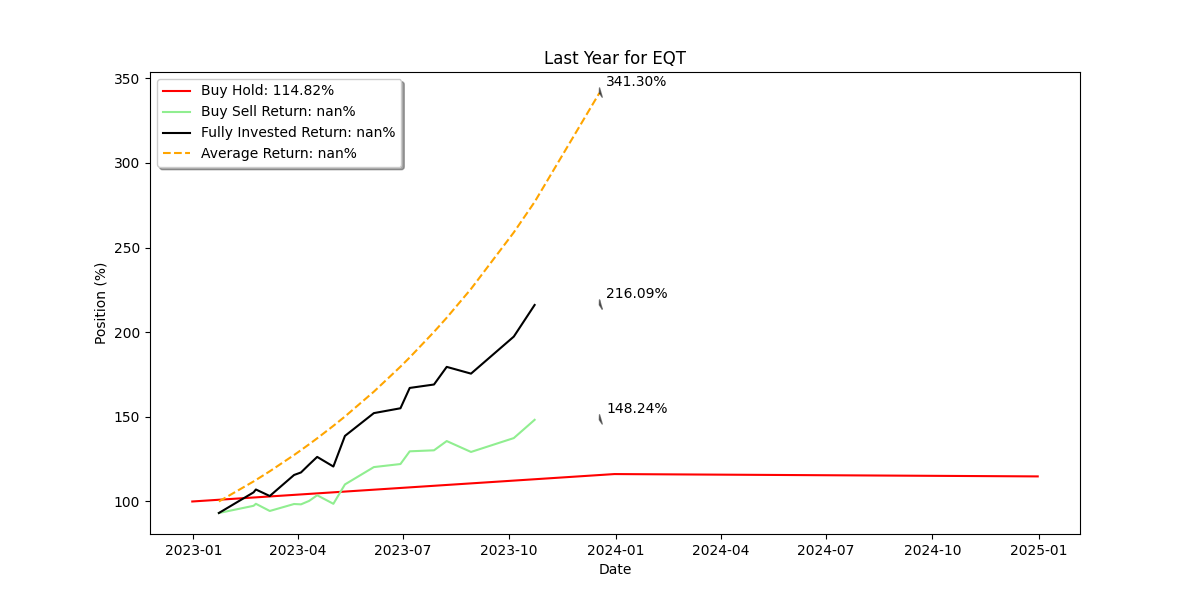 Last Year for EQT
Buy Hold: 114.82%
Buy Sell Return: nan%
Fully Invested Return: nan%
Average Return: nan%
341.30%
216.09%
148.24%
350
300
250
200
150
100
Position (%)
2023-01 2023-04 2023-07 2023-10 2024-01 2024-04 2024-07 2024-10 2025-01
Date